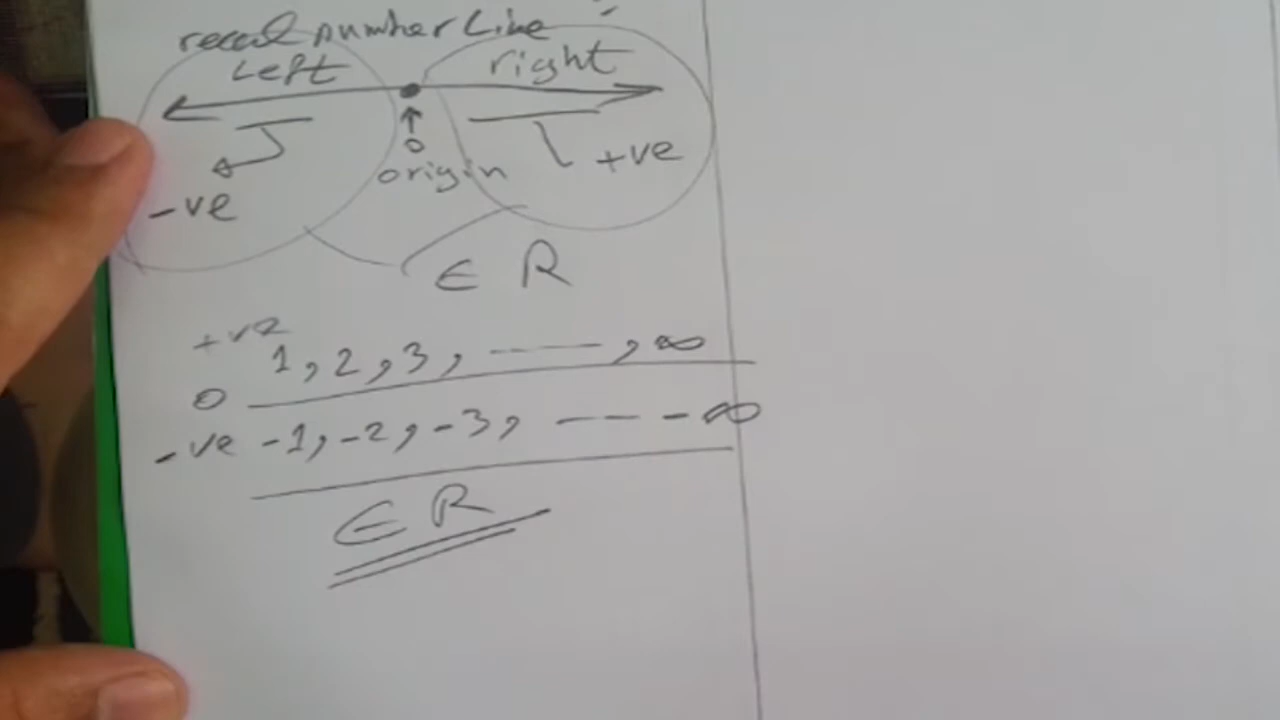 recal number Line
Left right
0
origin
-ve +ve
∈ R
+ve 1, 2, 3, ——, ∞
0
-ve -1, -2, -3, —— -∞
∈ R